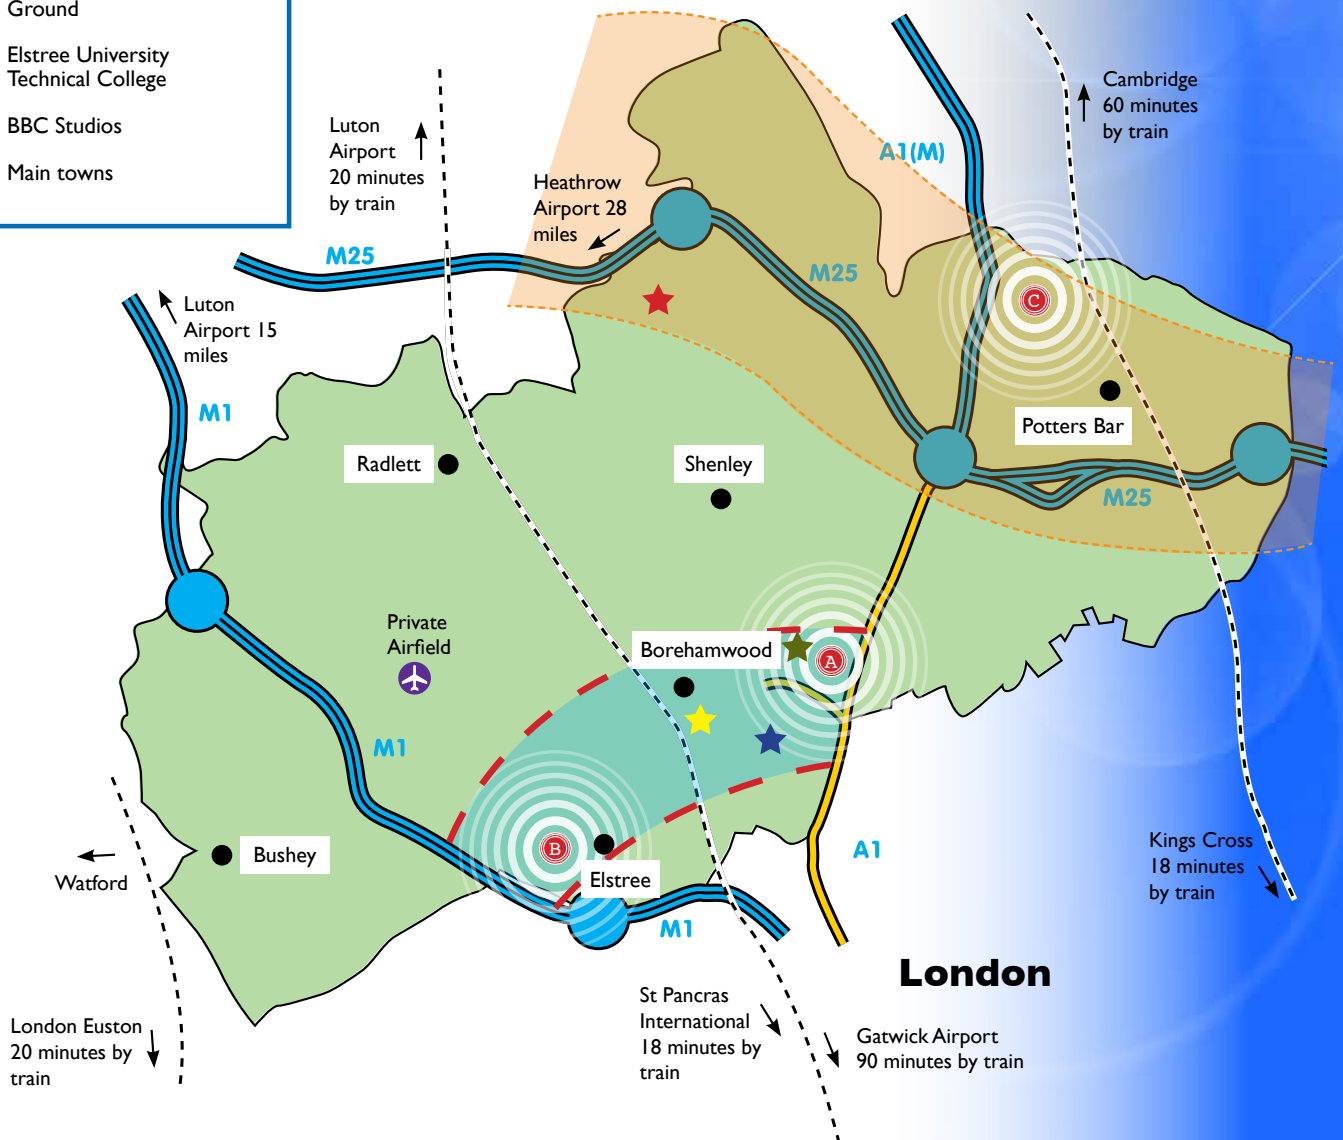 Ground
Elstree University
Technical College
BBC Studios
Main towns
Luton
Airport
20 minutes
by train
Cambridge
60 minutes
by train
A1(M)
Heathrow
Airport 28
miles
M25
M25
Luton
Airport 15
miles
C
M1
Potters Bar
Radlett
Shenley
M25
Private
Airfield
Borehamwood
A
M1
B
Elstree
Bushey
Watford
A1
Kings Cross
18 minutes
by train
M1
London
St Pancras
International
18 minutes by
train
Gatwick Airport
90 minutes by train
London Euston
20 minutes by
train